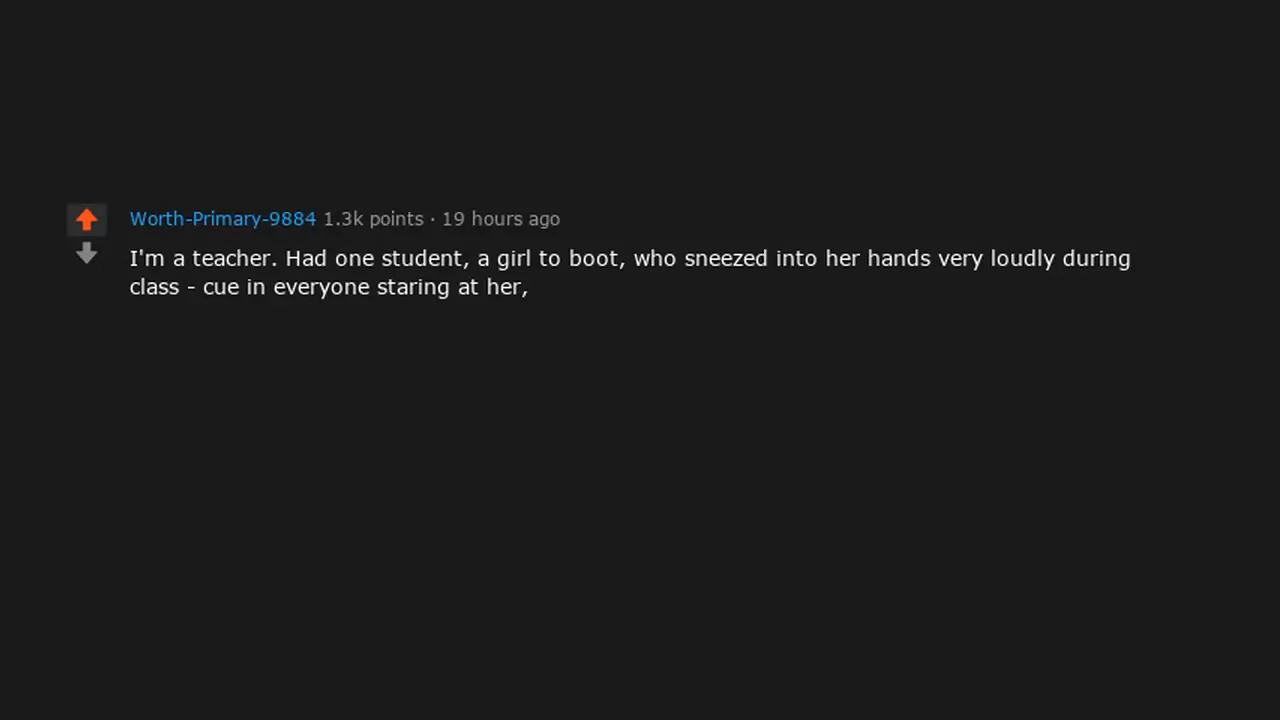 Worth-Primary-9884 1.3k points · 19 hours ago
I'm a teacher. Had one student, a girl to boot, who sneezed into her hands very loudly during
class - cue in everyone staring at her,